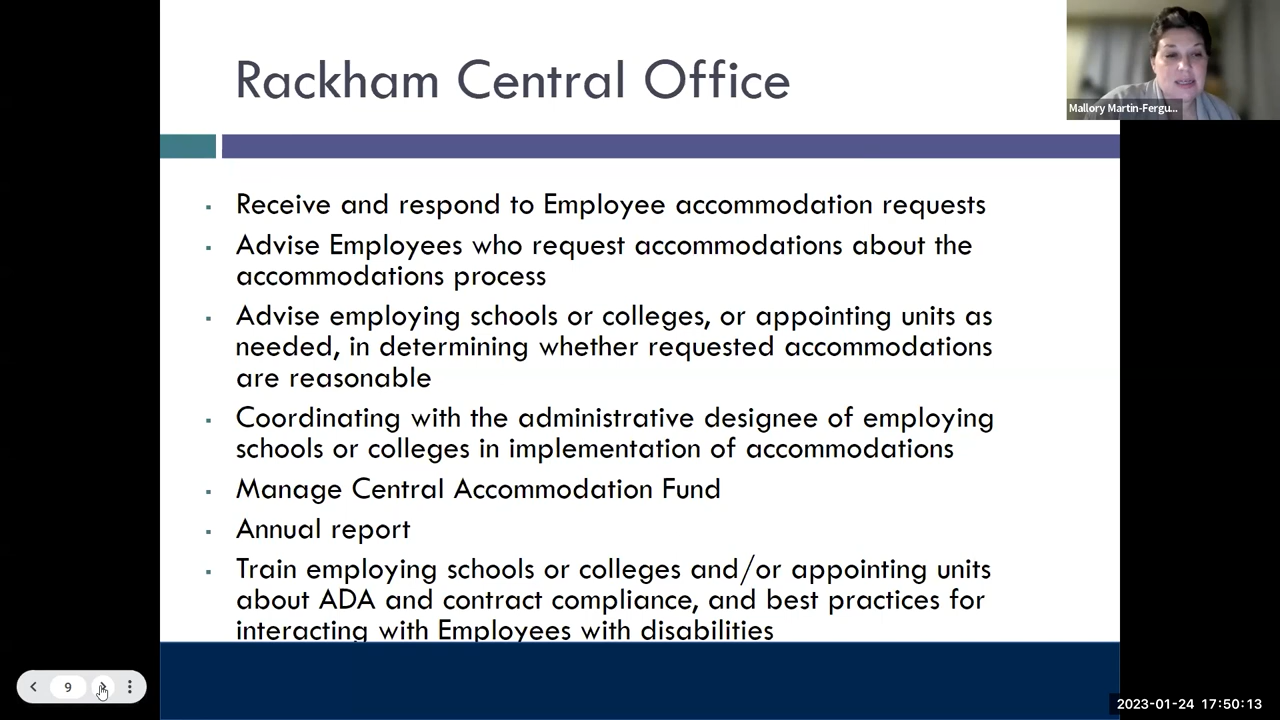 Rackham Central Office
Mallory Martin-Fergu...
Receive and respond to Employee accommodation requests
Advise Employees who request accommodations about the
accommodations process
Advise employing schools or colleges, or appointing units as
needed, in determining whether requested accommodations
are reasonable
Coordinating with the administrative designee of employing
schools or colleges in implementation of accommodations
Manage Central Accommodation Fund
Annual report
Train employing schools or colleges and/or appointing units
about ADA and contract compliance, and best practices for
interacting with Employees with disabilities
9
2023-01-24 17:50:13